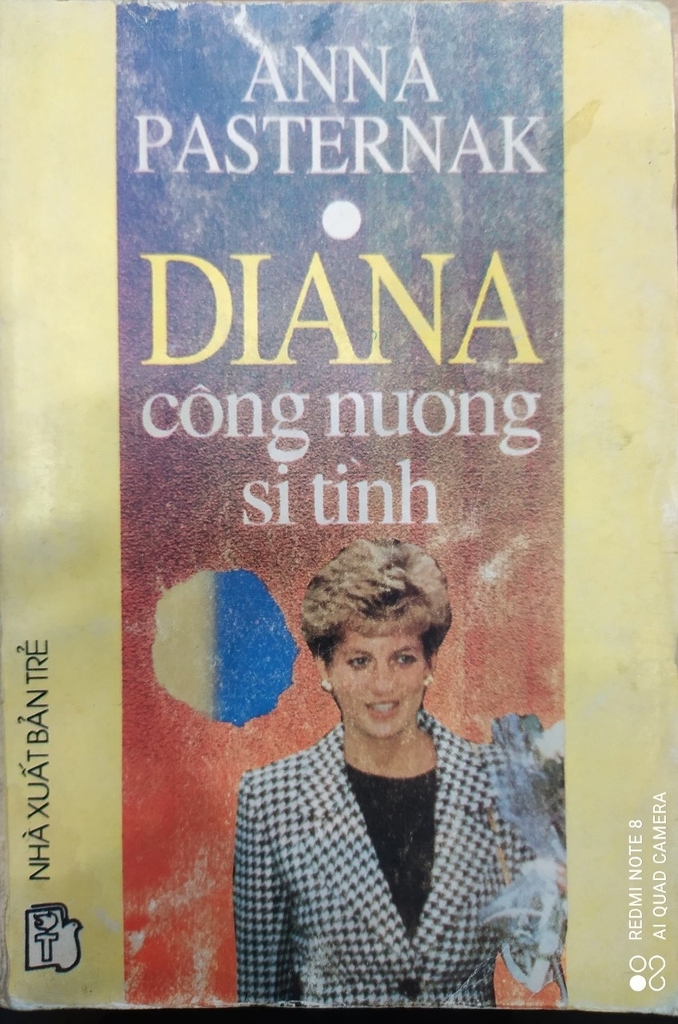 ANNA
PASTERNAK
DIANA
công nương
si tình
NHÀ XUẤT BẢN TRẺ
T
REDMI NOTE 8
AI QUAD CAMERA